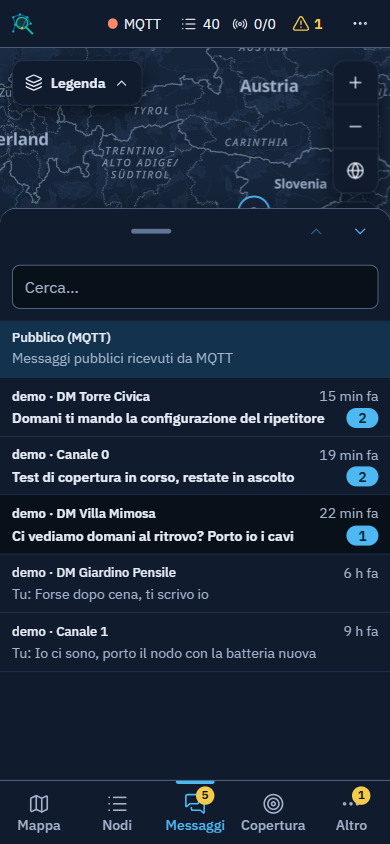 MQTT
40
0/0
1
Legenda
AUSTRIA
Austria
TYROL
erland
TRENTINO –
ALTO ADIGE/
SÜDTIROL
CARINTHIA
Slovenia
Cerca...
Pubblico (MQTT)
Messaggi pubblici ricevuti da MQTT
demo · DM Torre Civica 15 min fa
Domani ti mando la configurazione del ripetitore 2
demo · Canale 0 19 min fa
Test di copertura in corso, restate in ascolto 2
demo · DM Villa Mimosa 22 min fa
Ci vediamo domani al ritrovo? Porto io i cavi 1
demo · DM Giardino Pensile 6 h fa
Tu: Forse dopo cena, ti scrivo io
demo · Canale 1 9 h fa
Tu: Io ci sono, porto il nodo con la batteria nuova
5 1
Mappa Nodi Messaggi Copertura Altro